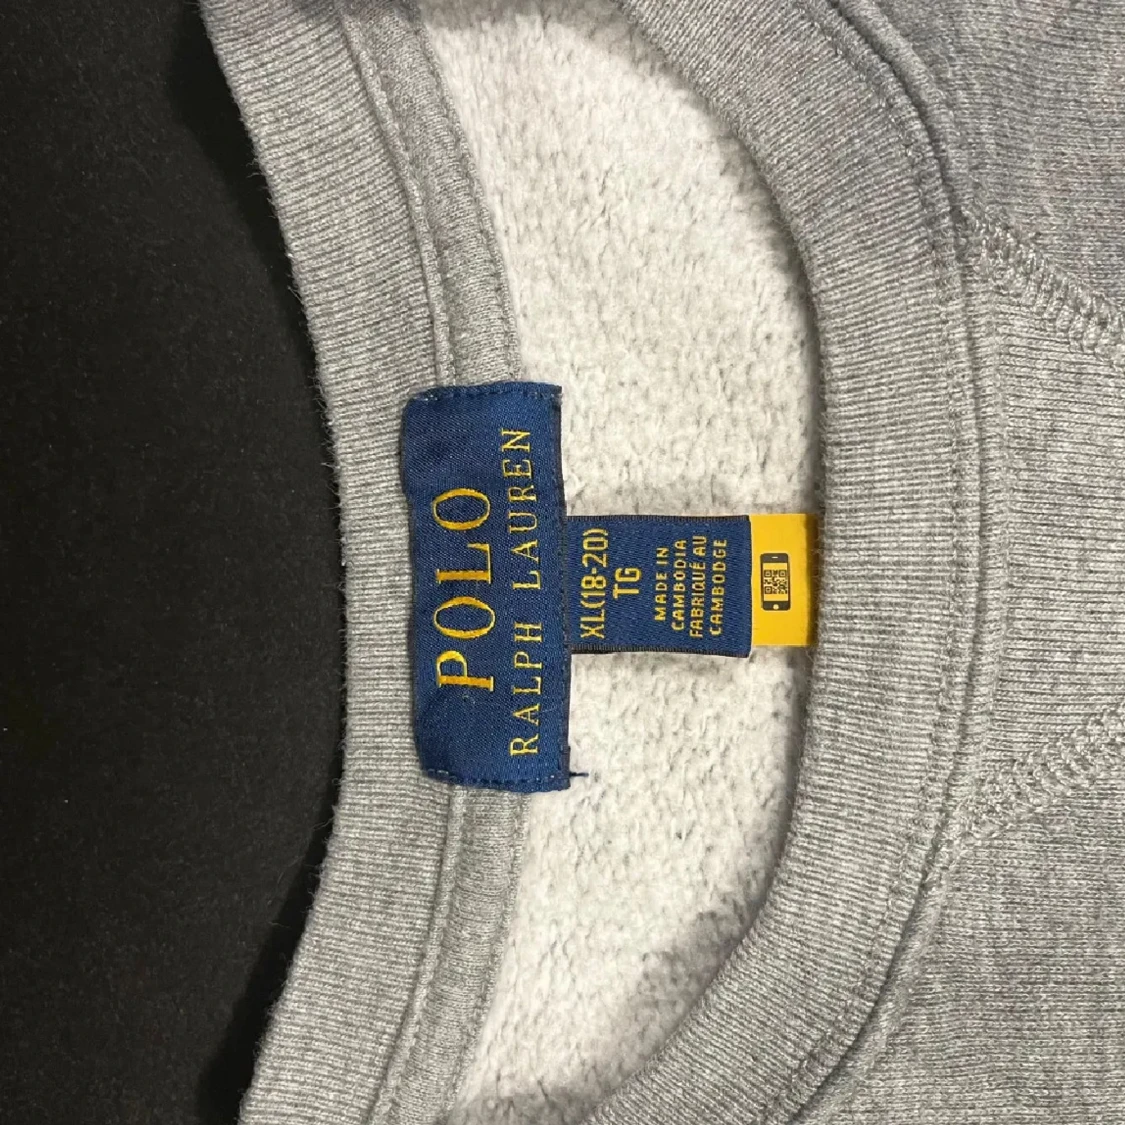 POLO
RALPH LAUREN
XL(18-20)
TG
MADE IN
CAMBODIA
FABRIQUÉ AU
CAMBODGE